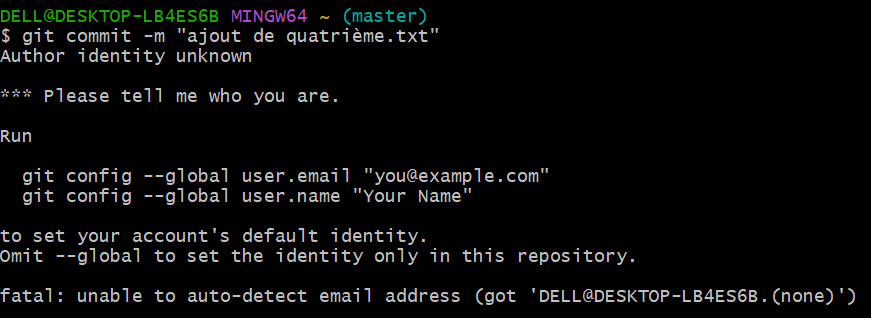 DELL@DESKTOP-LB4ES6B MINGW64 ~ (master)
$ git commit -m "ajout de quatrième.txt"
Author identity unknown

*** Please tell me who you are.

Run

  git config --global user.email "you@example.com"
  git config --global user.name "Your Name"

to set your account's default identity.
Omit --global to set the identity only in this repository.

fatal: unable to auto-detect email address (got 'DELL@DESKTOP-LB4ES6B.(none)')